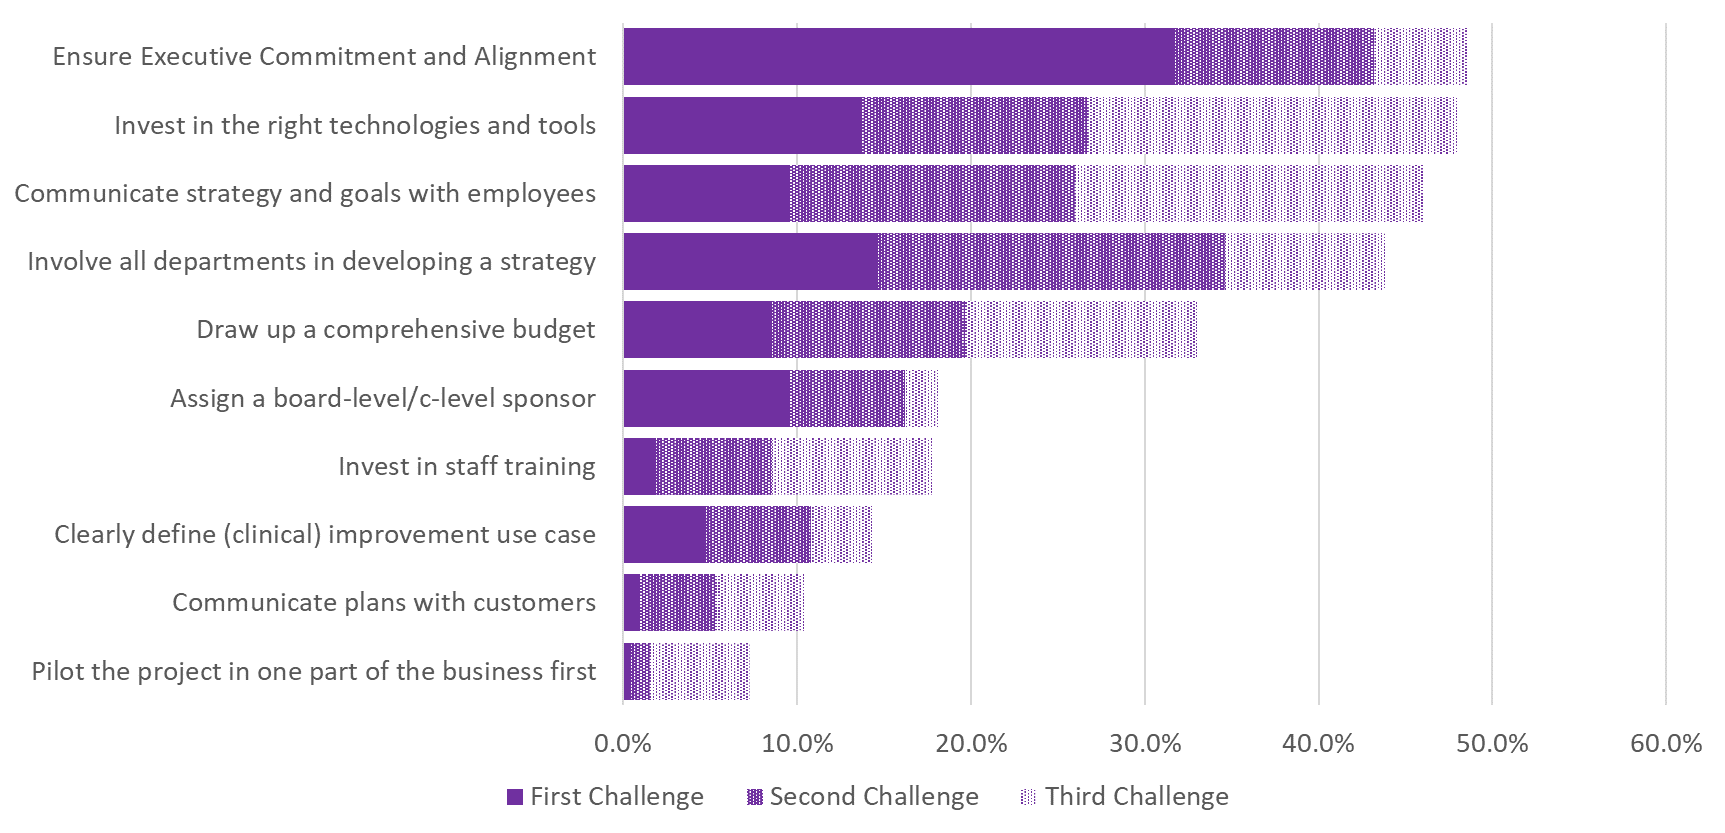 Ensure Executive Commitment and Alignment
Invest in the right technologies and tools
Communicate strategy and goals with employees
Involve all departments in developing a strategy
Draw up a comprehensive budget
Assign a board-level/c-level sponsor
Invest in staff training
Clearly define (clinical) improvement use case
Communicate plans with customers
Pilot the project in one part of the business first
0.0% 10.0% 20.0% 30.0% 40.0% 50.0% 60.0%
First Challenge Second Challenge Third Challenge